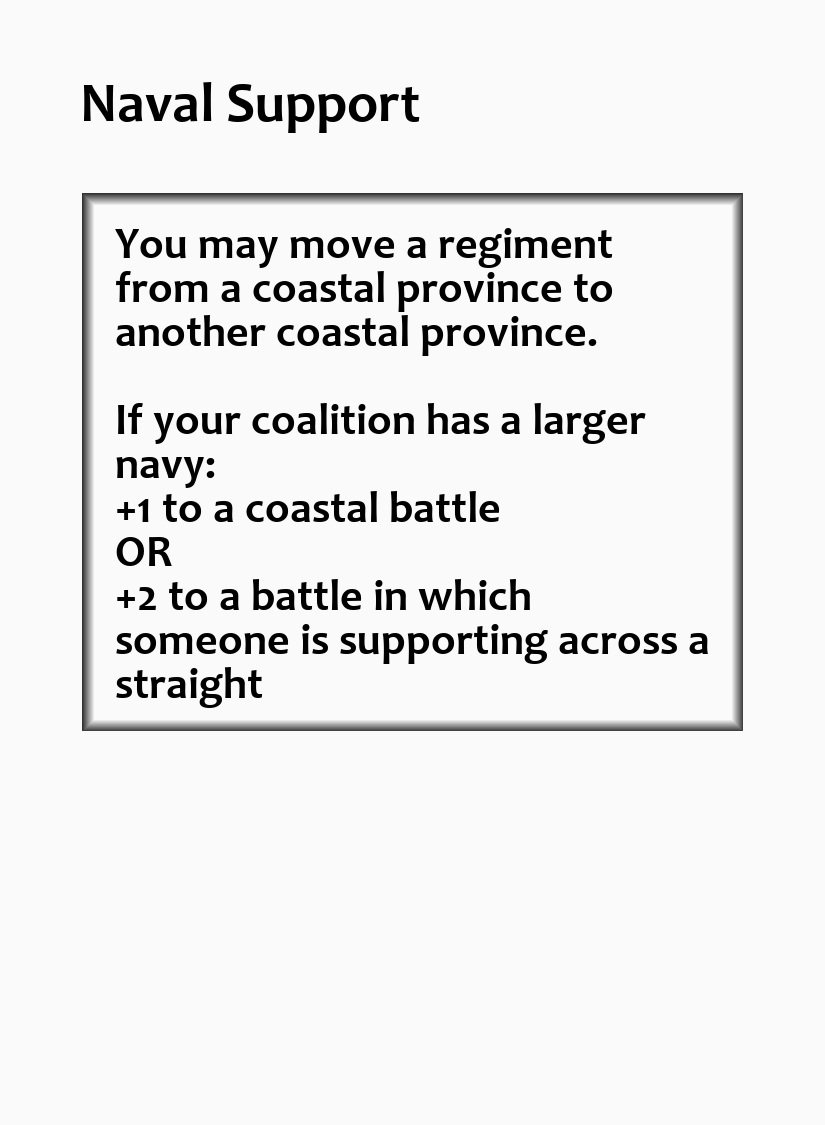 Naval Support
You may move a regiment
from a coastal province to
another coastal province.
If your coalition has a larger
navy:
+1 to a coastal battle
OR
+2 to a battle in which
someone is supporting across a
straight